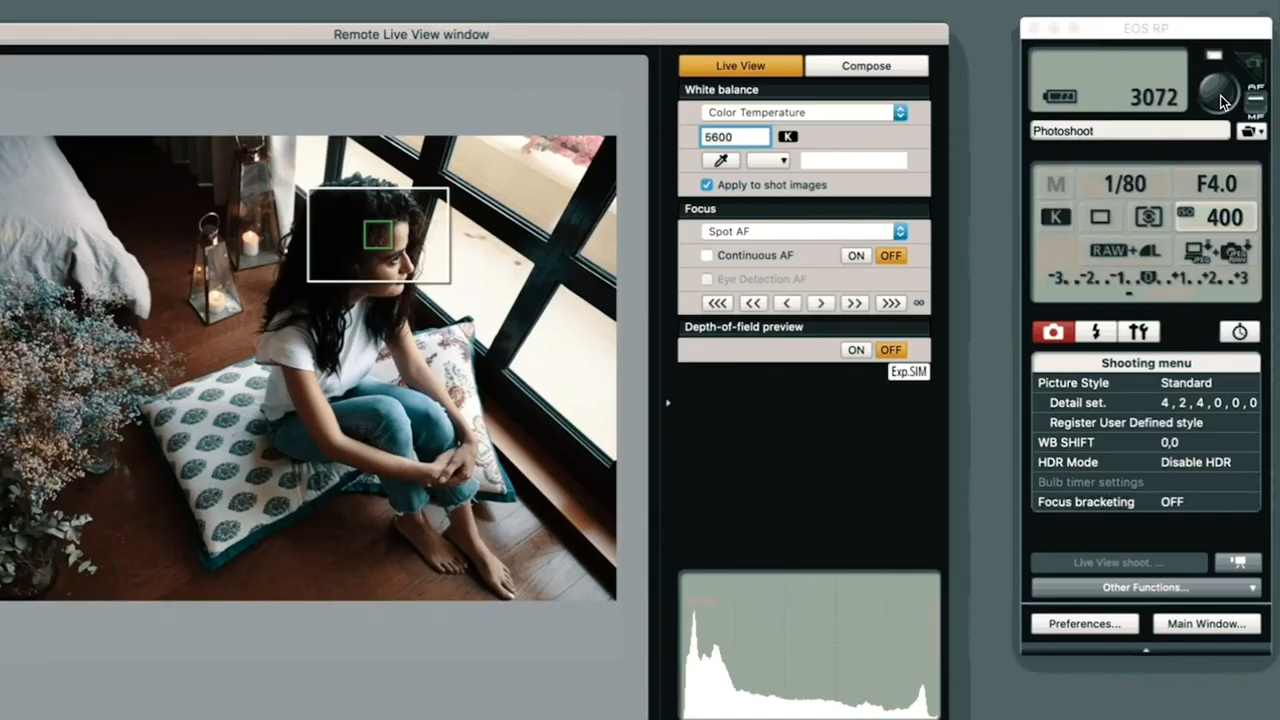 Remote Live View window
Live View
Compose
White balance
Color Temperature
5600
K
Apply to shot images
Focus
Spot AF
Continuous AF
ON
OFF
Eye Detection AF
<<<
<<
<
>
>>
>>>
∞
Depth-of-field preview
ON
OFF
Exp.SIM
EOS RP
3072
AF
MF
Photoshoot
M
1/80
F4.0
K
ISO
400
RAW+L
-3..-2..-1..0..+1..+2..+3
Shooting menu
Picture Style Standard
Detail set. 4,2,4,0,0,0
Register User Defined style
WB SHIFT 0,0
HDR Mode Disable HDR
Bulb timer settings
Focus bracketing OFF
Live View shoot. ...
Other Functions...
Preferences...
Main Window...